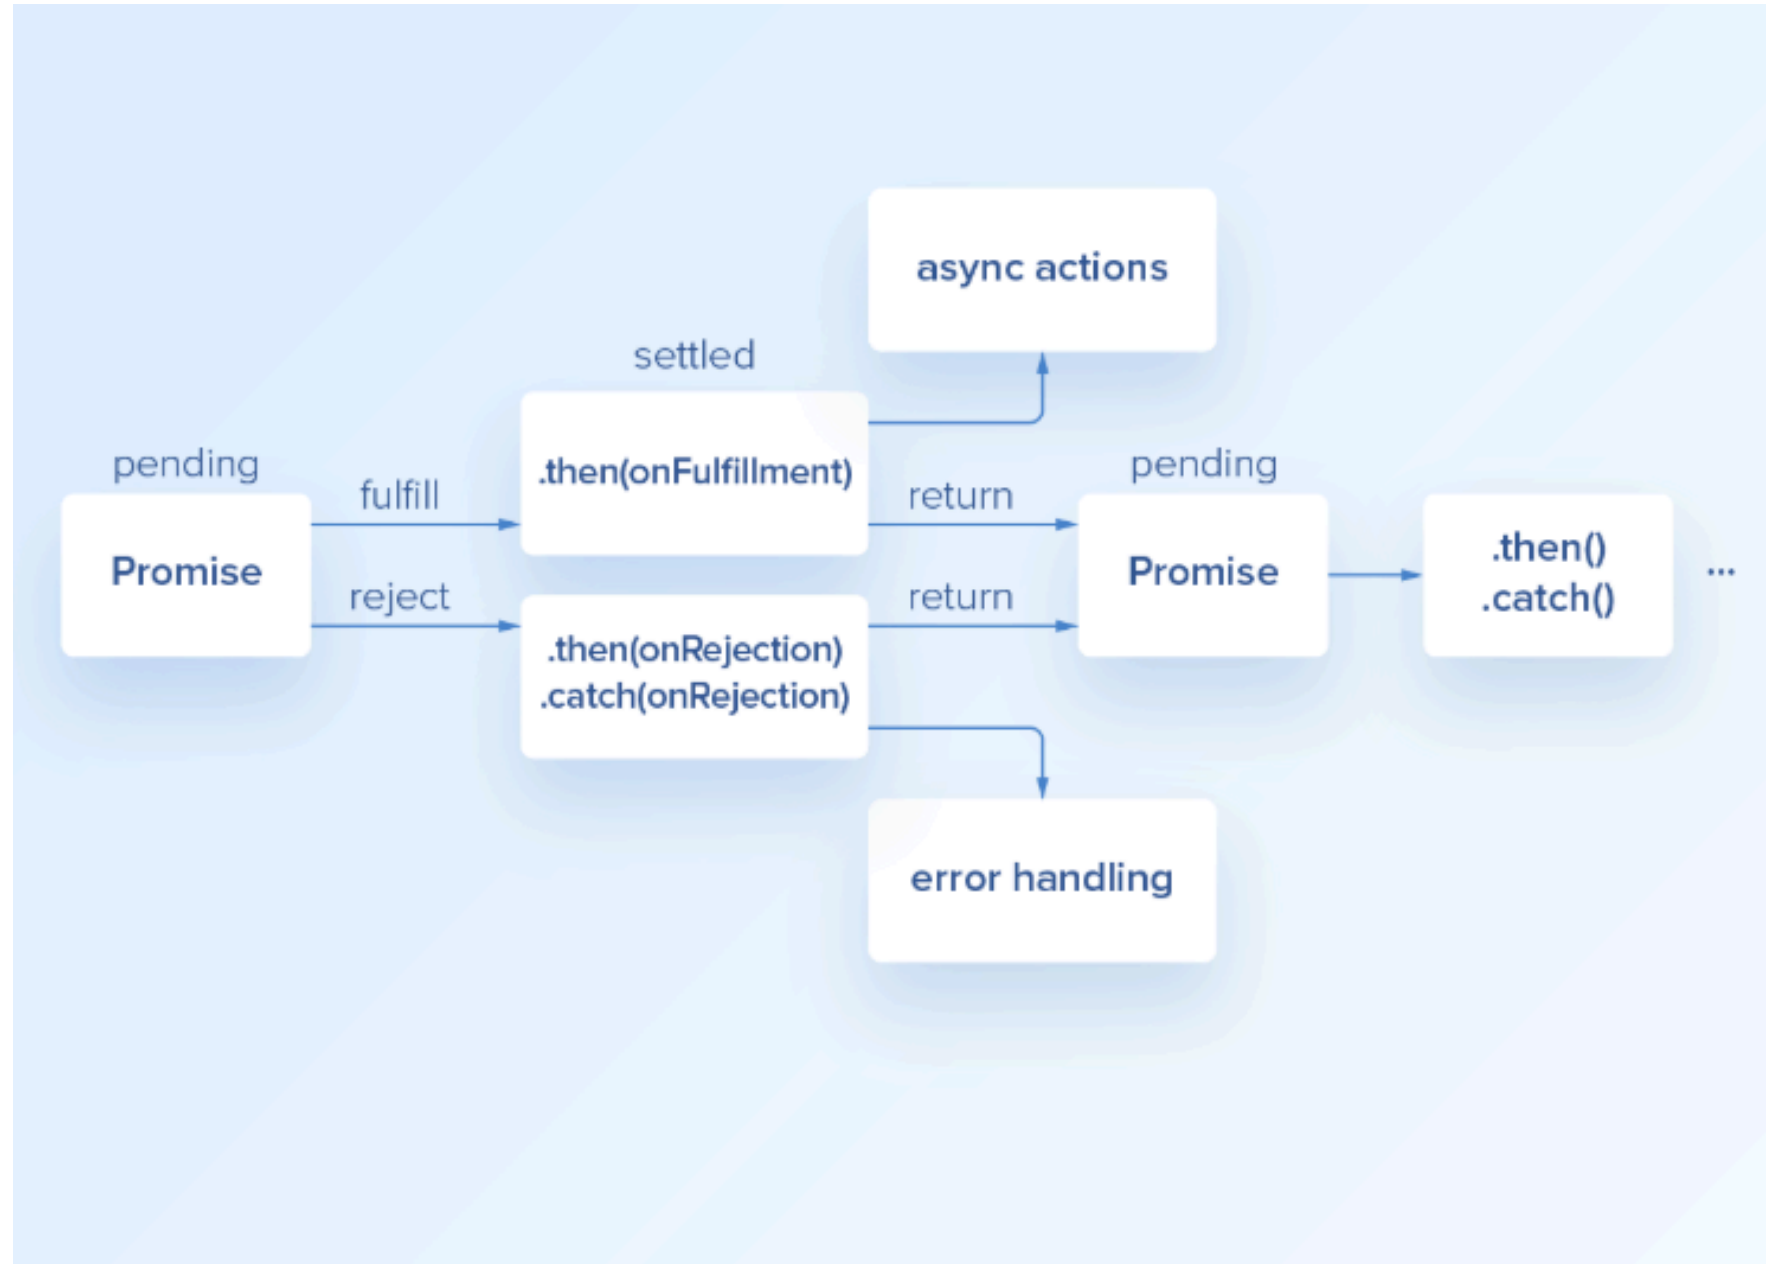 async actions
settled
.then(onFulfillment)
pending
fulfill
Promise
reject
.then(onRejection)
.catch(onRejection)
return
return
pending
Promise
.then()
.catch()
...
error handling